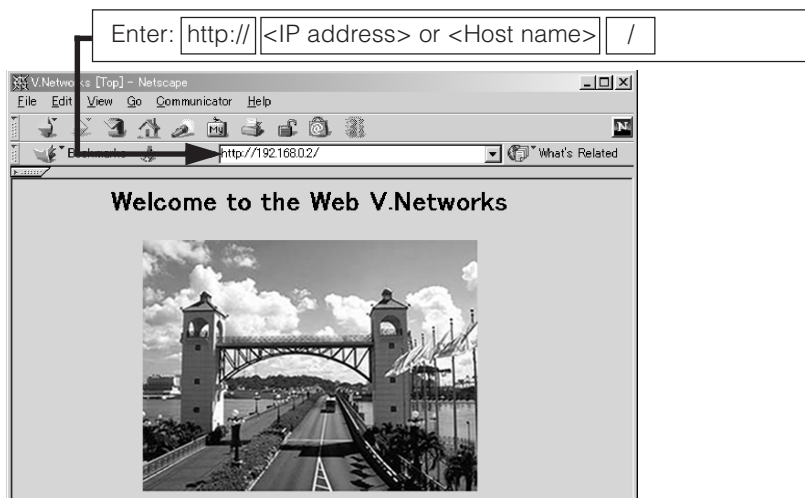 Enter: http:// <IP address> or <Host name> /
V.Networks [Top] - Netscape
File Edit View Go Communicator Help
My
N
Bookmarks http://192.168.0.2/ What's Related
Welcome to the Web V.Networks